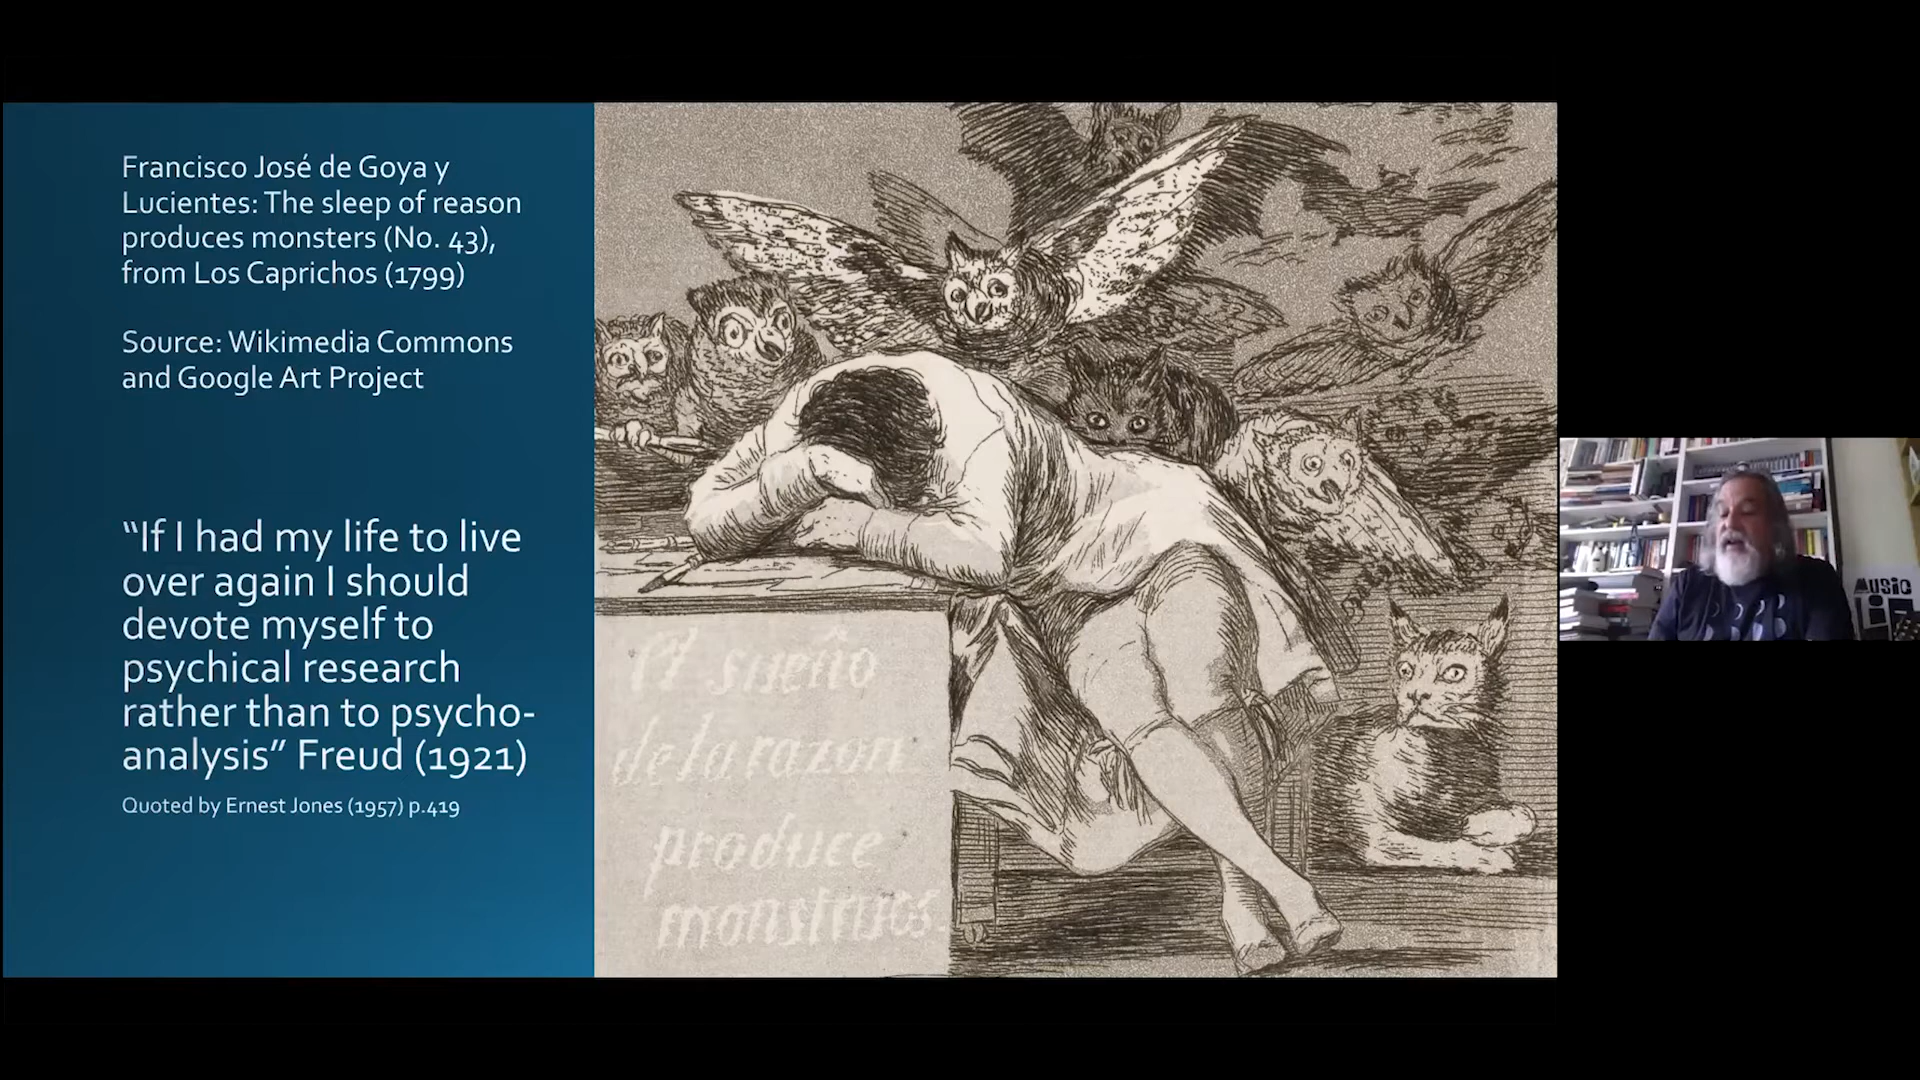 Francisco José de Goya y
Lucientes: The sleep of reason
produces monsters (No. 43),
from Los Caprichos (1799)
Source: Wikimedia Commons
and Google Art Project
“If I had my life to live
over again I should
devote myself to
psychical research
rather than to psycho-
analysis” Freud (1921)
Quoted by Ernest Jones (1957) p.419
El sueño
de la razon
produce
monstruos.
MUSIC